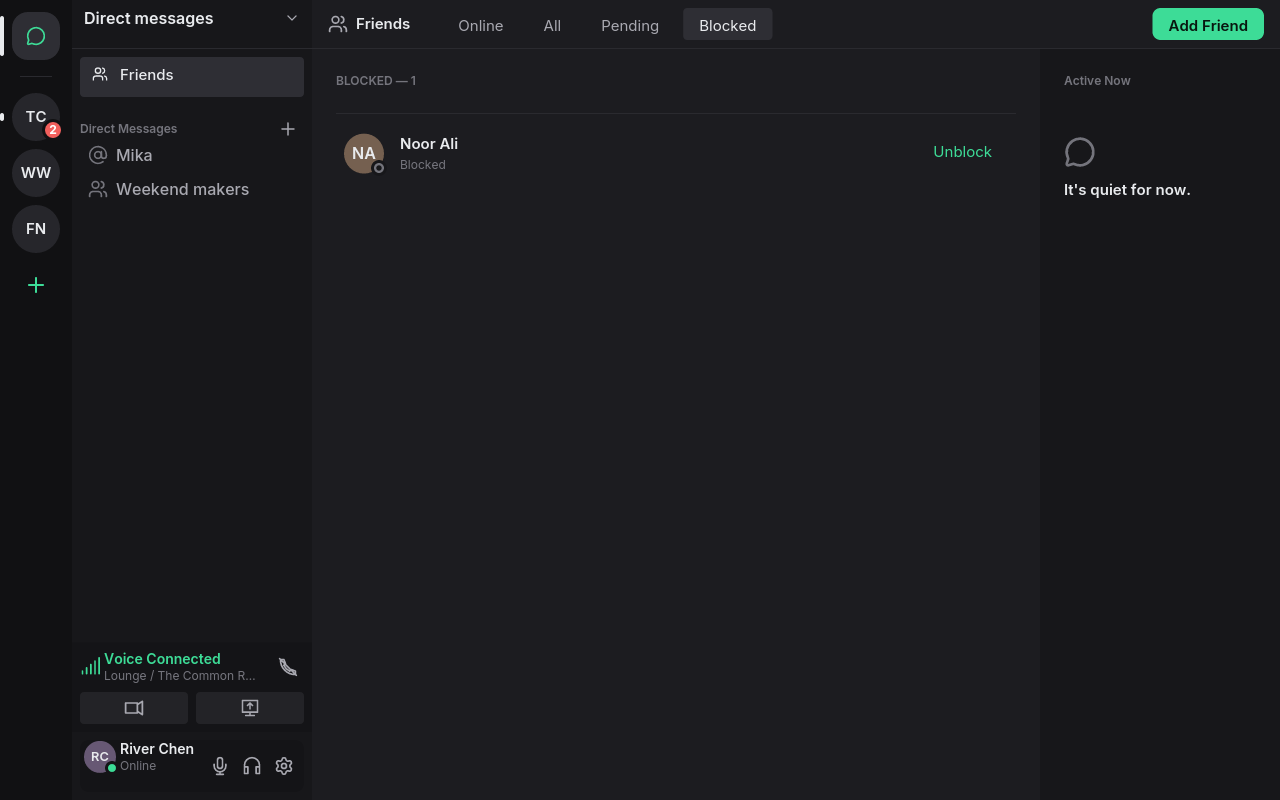 TC
2
WW
FN
Direct messages
Friends
Direct Messages
Mika
Weekend makers
Voice Connected
Lounge / The Common R...
RC
River Chen
Online
Friends
Online
All
Pending
Blocked
Add Friend
BLOCKED — 1
NA
Noor Ali
Blocked
Unblock
Active Now
It's quiet for now.